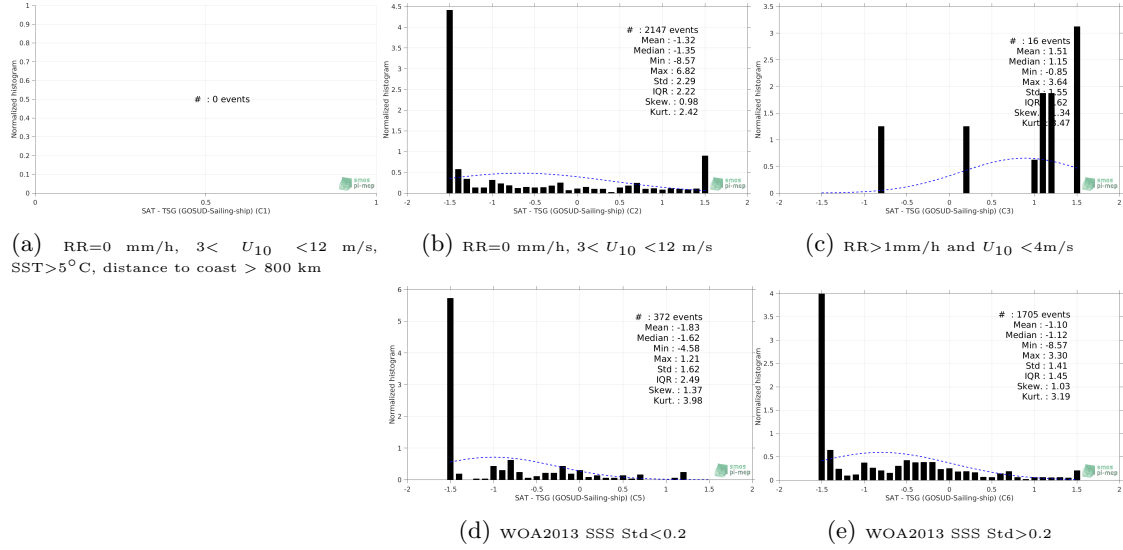 1
0.9
0.8
0.7
0.6
0.5
0.4
0.3
0.2
0.1
0
Normalized histogram
# : 0 events
0 0.5 1
SAT - TSG (GOSUD-Sailing-ship) (C1)
smos
pi-mep
(a) RR=0 mm/h, 3< U10 <12 m/s,
SST>5°C, distance to coast > 800 km
4.5
4
3.5
3
2.5
2
1.5
1
0.5
0
Normalized histogram
# : 2147 events
Mean : -1.32
Median : -1.35
Min : -8.57
Max : 6.82
Std : 2.29
IQR : 2.22
Skew. : 0.98
Kurt. : 2.42
-2 -1.5 -1 -0.5 0 0.5 1 1.5 2
SAT - TSG (GOSUD-Sailing-ship) (C2)
smos
pi-mep
(b) RR=0 mm/h, 3< U10 <12 m/s
3.5
3
2.5
2
1.5
1
0.5
0
Normalized histogram
# : 16 events
Mean : 1.51
Median : 1.15
Min : -0.85
Max : 3.64
Std : 1.55
IQR
Skew.
Kurt.
-2 -1.5 -1 -0.5 0 0.5 1 1.5 2
SAT - TSG (GOSUD-Sailing-ship) (C3)
smos
pi-mep
(c) RR>1mm/h and U10 <4m/s
6
5
4
3
2
1
0
Normalized histogram
# : 372 events
Mean : -1.83
Median : -1.62
Min : -4.58
Max : 1.21
Std : 1.62
IQR : 2.49
Skew. : 1.37
Kurt. : 3.98
-2 -1.5 -1 -0.5 0 0.5 1 1.5 2
SAT - TSG (GOSUD-Sailing-ship) (C5)
smos
pi-mep
(d) WOA2013 SSS Std<0.2
4
3.5
3
2.5
2
1.5
1
0.5
0
Normalized histogram
# : 1705 events
Mean : -1.10
Median : -1.12
Min : -8.57
Max : 3.30
Std : 1.41
IQR : 1.45
Skew. : 1.03
Kurt. : 3.19
-2 -1.5 -1 -0.5 0 0.5 1 1.5 2
SAT - TSG (GOSUD-Sailing-ship) (C6)
smos
pi-mep
(e) WOA2013 SSS Std>0.2